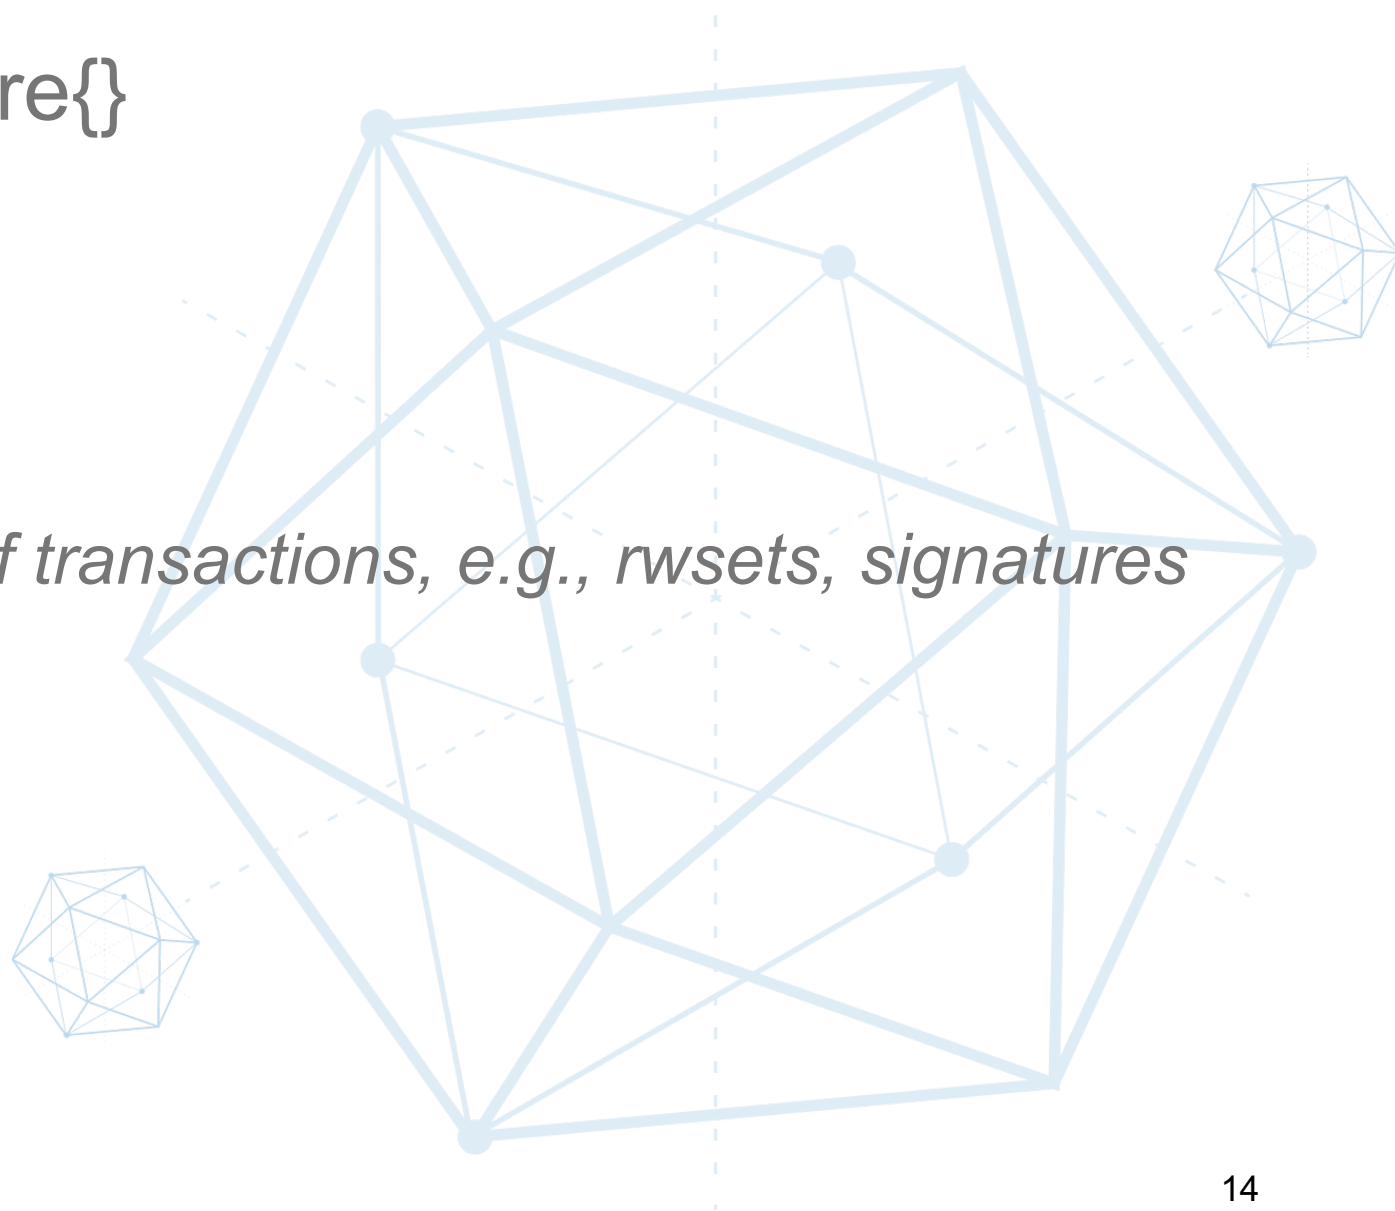 re{}
f transactions, e.g., rwsets, signatures
14